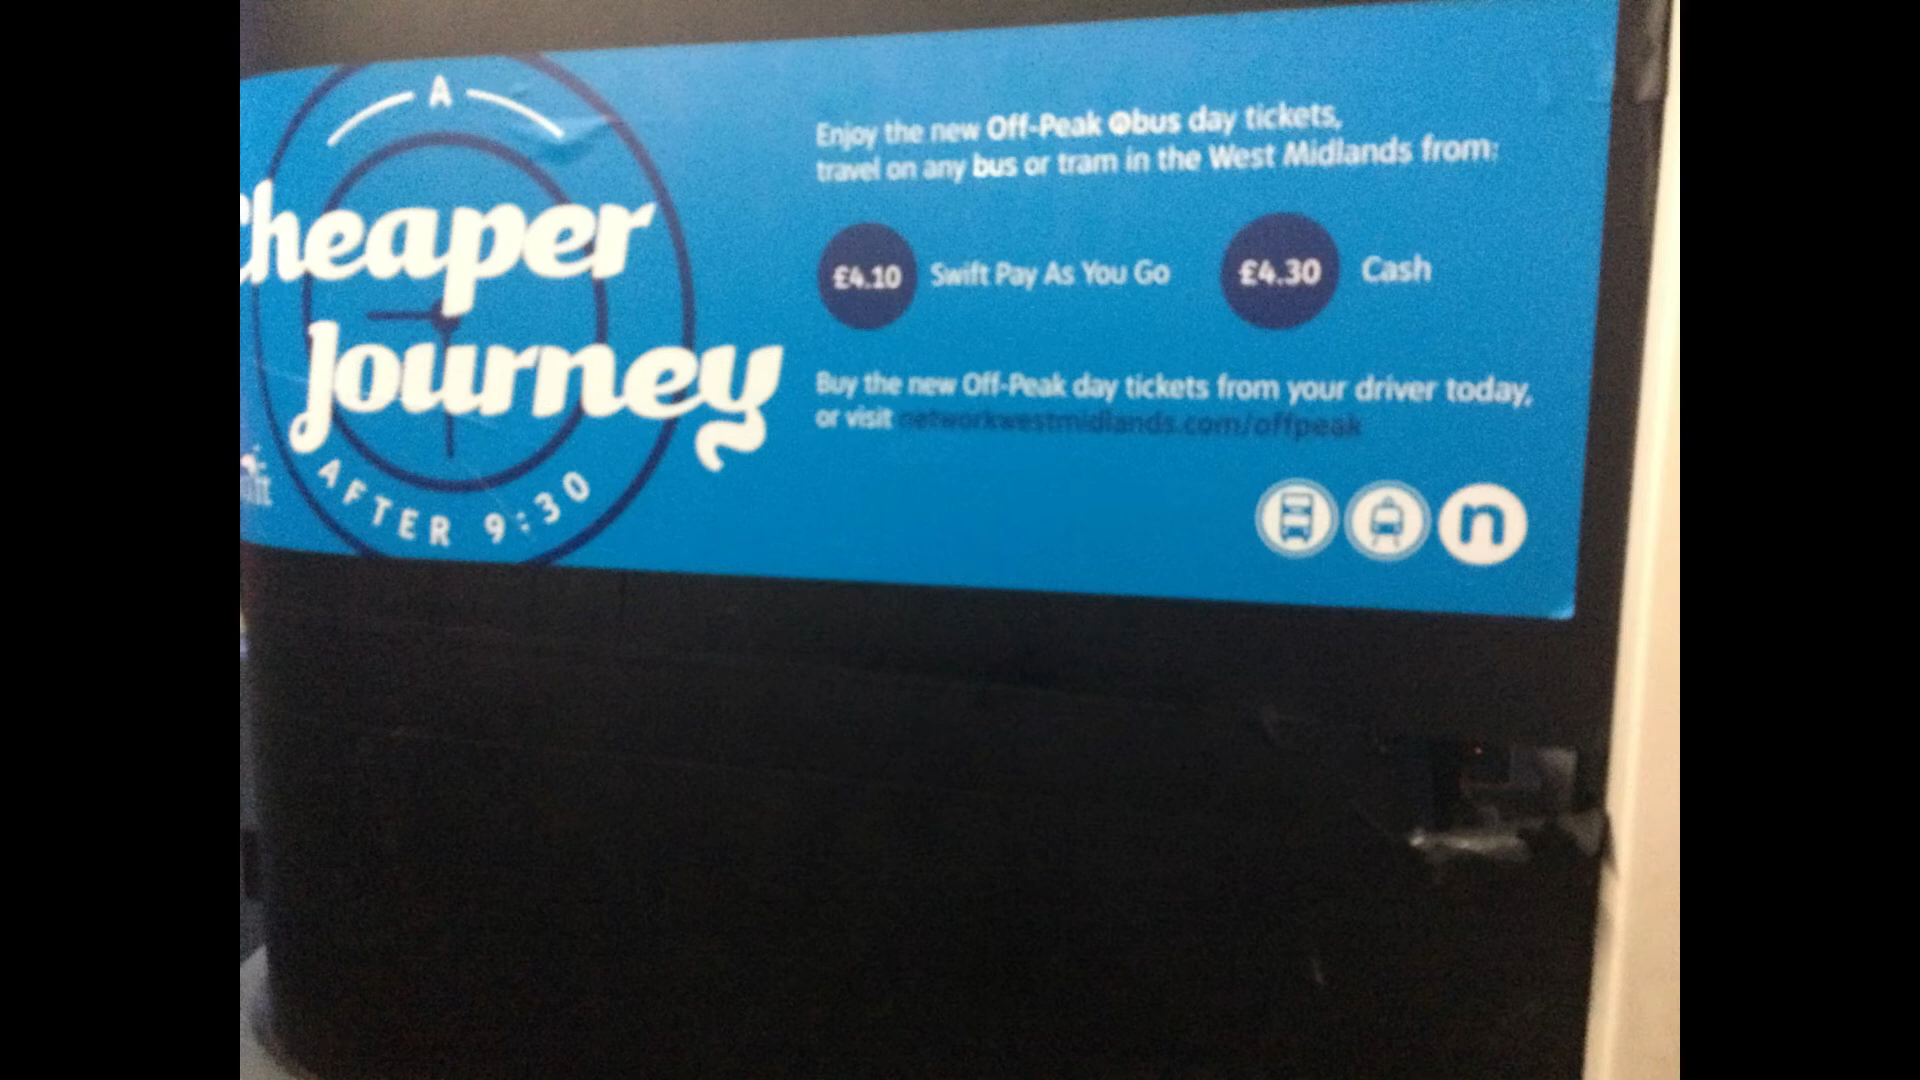 A
Cheaper
Journey
AFTER 9:30
Enjoy the new Off-Peak nbus day tickets,
travel on any bus or tram in the West Midlands from:
£4.10 Swift Pay As You Go £4.30 Cash
Buy the new Off-Peak day tickets from your driver today,
or visit networkwestmidlands.com/offpeak
n